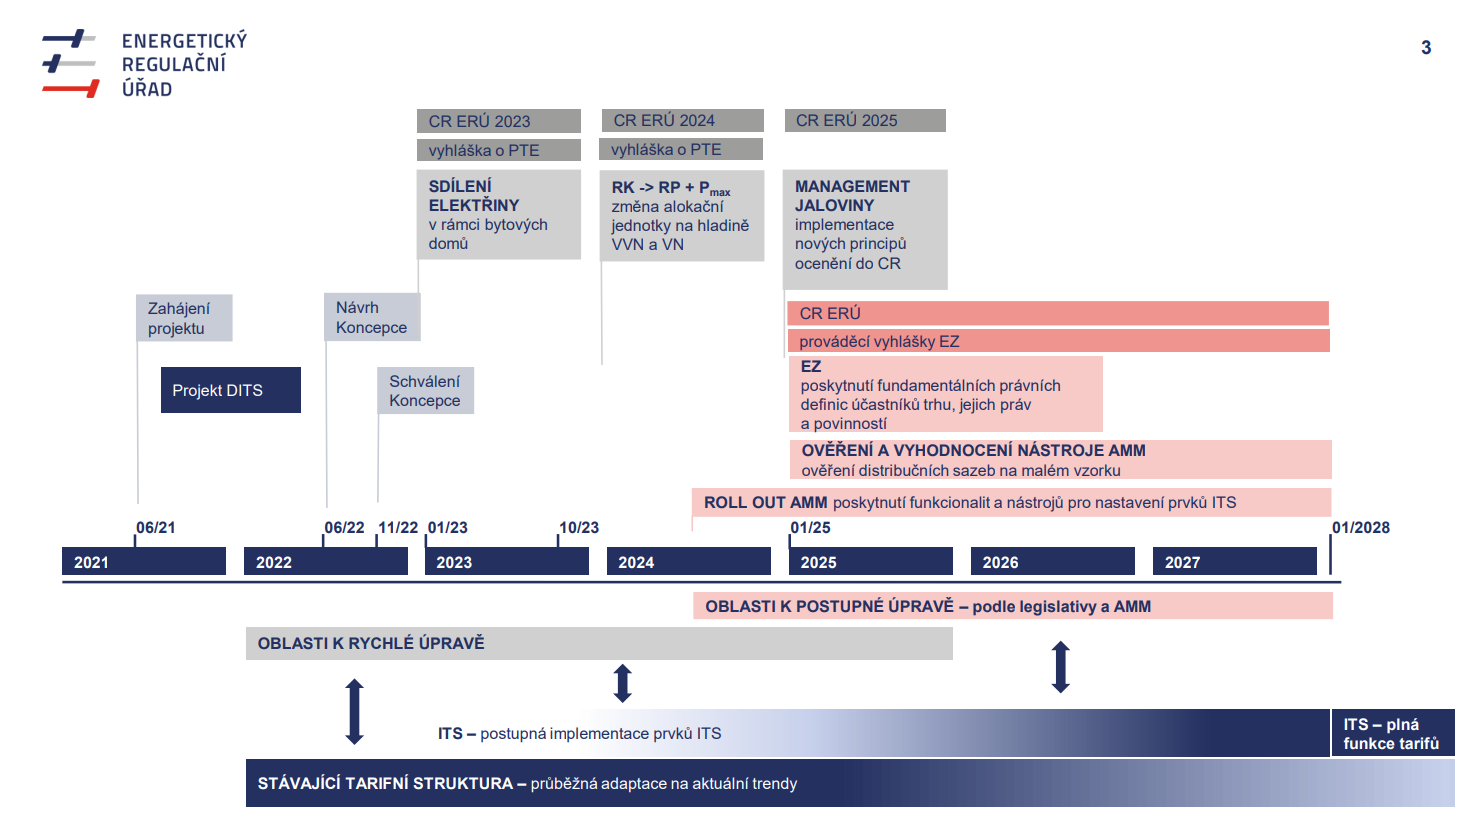 ENERGETICKÝ
REGULAČNÍ
ÚŘAD
3
CR ERÚ 2023
CR ERÚ 2024
CR ERÚ 2025
vyhláška o PTE
vyhláška o PTE
SDÍLENÍ
ELEKTŘINY
v rámci bytových
domů
RK -> RP + Pmax
změna alokační
jednotky na hladině
VVN a VN
MANAGEMENT
JALOVINY
implementace
nových principů
ocenění do CR
Zahájení
projektu
Návrh
Koncepce
CR ERÚ
prováděcí vyhlášky EZ
Projekt DITS
Schválení
Koncepce
EZ
poskytnutí fundamentálních právních
definic účastníků trhu, jejich práv
a povinností
OVĚŘENÍ A VYHODNOCENÍ NÁSTROJE AMM
ověření distribučních sazeb na malém vzorku
ROLL OUT AMM poskytnutí funkcionalit a nástrojů pro nastavení prvků ITS
06/21
06/22
11/22
01/23
10/23
01/25
01/2028
2021
2022
2023
2024
2025
2026
2027
OBLASTI K POSTUPNÉ ÚPRAVĚ – podle legislativy a AMM
OBLASTI K RYCHLÉ ÚPRAVĚ
ITS – postupná implementace prvků ITS
ITS – plná
funkce tarifů
STÁVAJÍCÍ TARIFNÍ STRUKTURA – průběžná adaptace na aktuální trendy